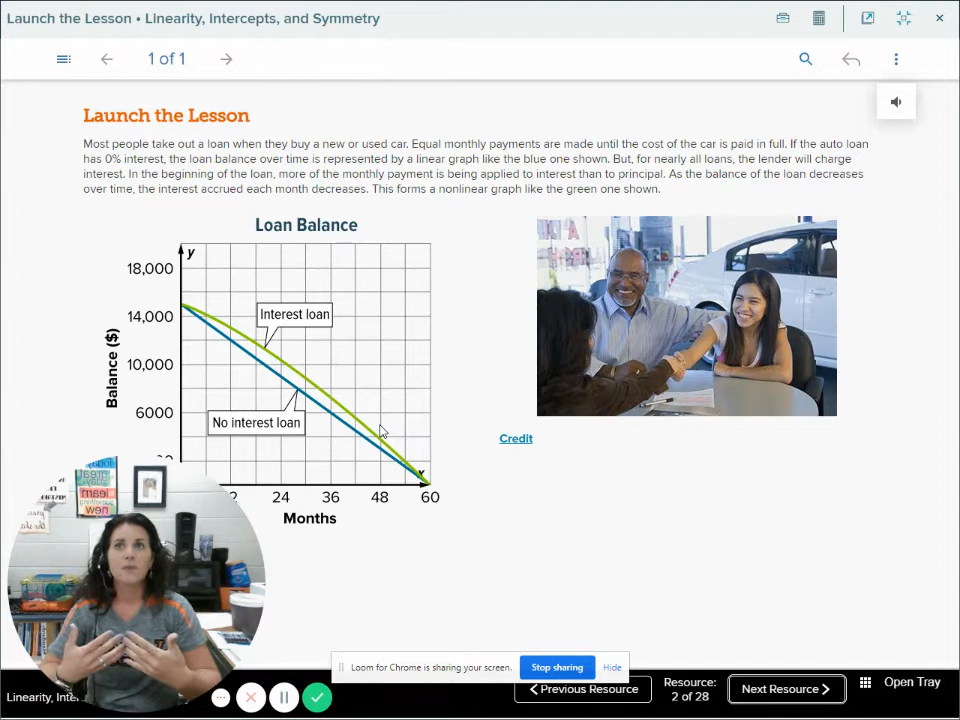 Launch the Lesson • Linearity, Intercepts, and Symmetry
1 of 1
Launch the Lesson
Most people take out a loan when they buy a new or used car. Equal monthly payments are made until the cost of the car is paid in full. If the auto loan
has 0% interest, the loan balance over time is represented by a linear graph like the blue one shown. But, for nearly all loans, the lender will charge
interest. In the beginning of the loan, more of the monthly payment is being applied to interest than to principal. As the balance of the loan decreases
over time, the interest accrued each month decreases. This forms a nonlinear graph like the green one shown.
Loan Balance
y
18,000
14,000
10,000
6000
Balance ($)
Interest loan
No interest loan
x
24 36 48 60
Months
Credit
great
learn
something
new
Loom for Chrome is sharing your screen. Stop sharing Hide
Linearity, Inte
Previous Resource
Resource:
2 of 28
Next Resource
Open Tray